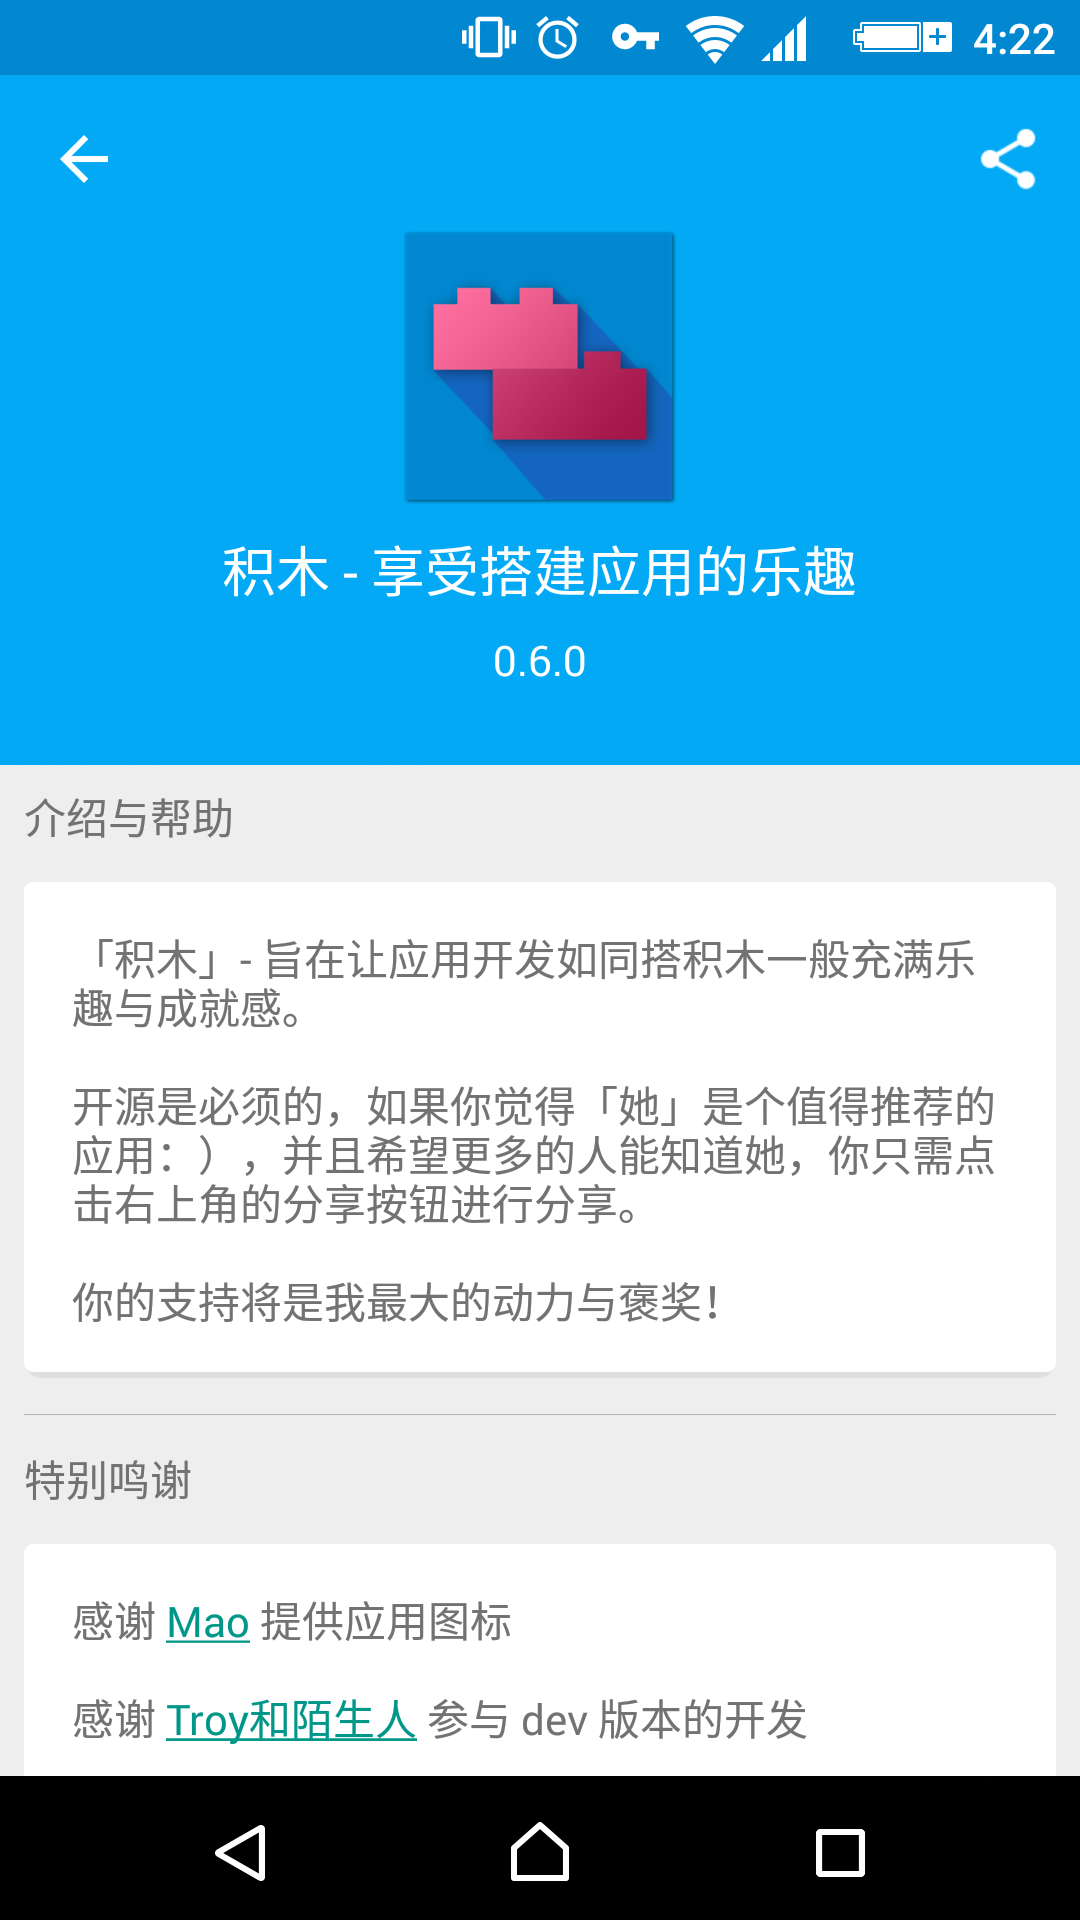 4:22
积木 - 享受搭建应用的乐趣
0.6.0
介绍与帮助
「积木」- 旨在让应用开发如同搭积木一般充满乐
趣与成就感。
开源是必须的，如果你觉得「她」是个值得推荐的
应用：），并且希望更多的人能知道她，你只需点
击右上角的分享按钮进行分享。
你的支持将是我最大的动力与褒奖！
特别鸣谢
感谢 Mao 提供应用图标
感谢 Troy和陌生人 参与 dev 版本的开发